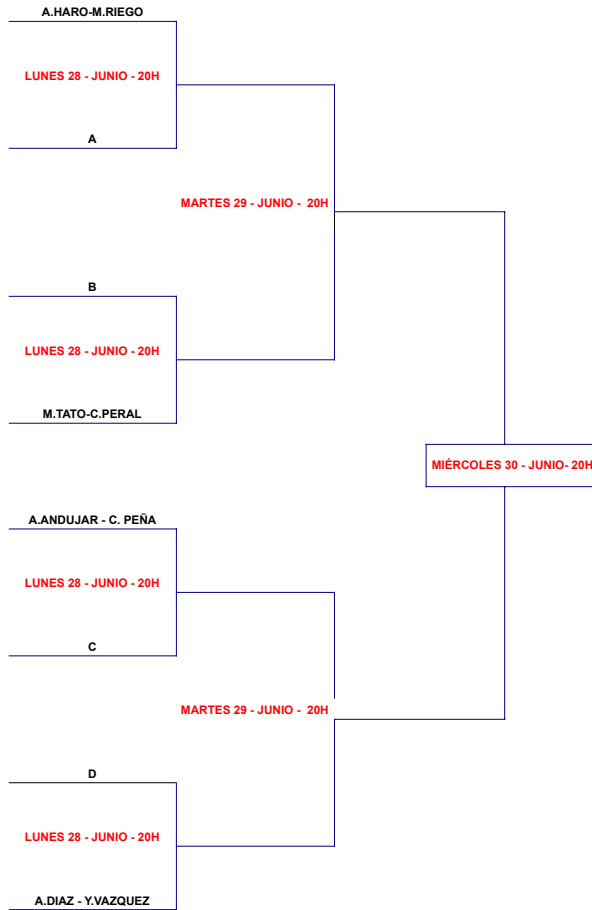 A.HARO-M.RIEGO
LUNES 28 - JUNIO - 20H
A
MARTES 29 - JUNIO -  20H
B
LUNES 28 - JUNIO - 20H
M.TATO-C.PERAL
MIÉRCOLES 30 - JUNIO- 20H
A.ANDUJAR - C. PEÑA
LUNES 28 - JUNIO - 20H
C
MARTES 29 - JUNIO -  20H
D
LUNES 28 - JUNIO - 20H
A.DIAZ - Y.VAZQUEZ